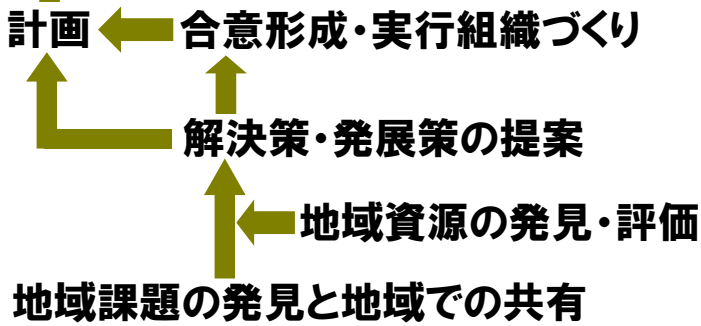 計画 合意形成・実行組織づくり
解決策・発展策の提案
地域資源の発見・評価
地域課題の発見と地域での共有